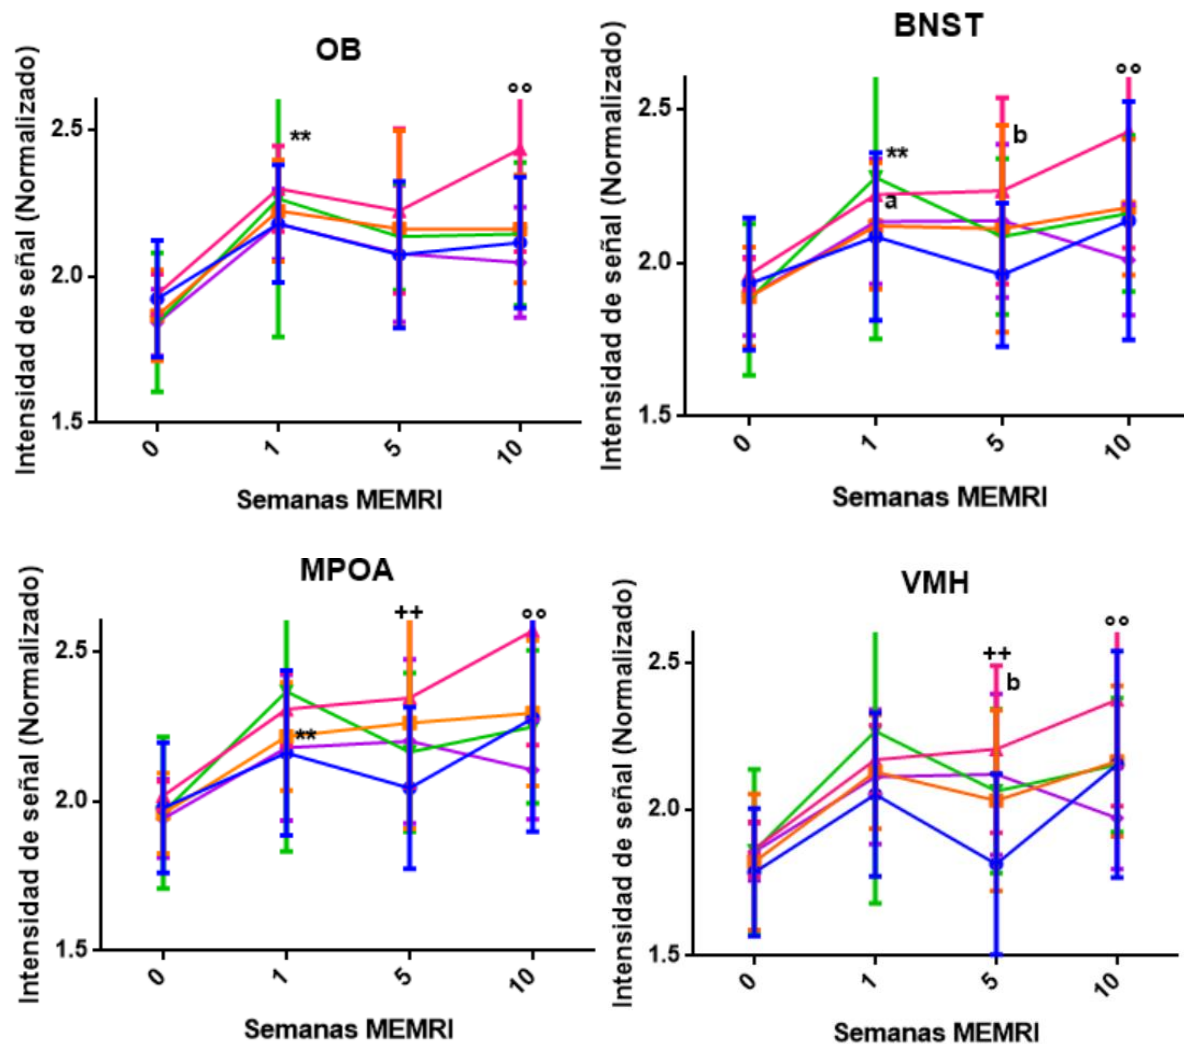 OB
Intensidad de señal (Normalizado)
2.5
2.0
1.5
**
°°
0
1
5
10
Semanas MEMRI
BNST
Intensidad de señal (Normalizado)
2.5
2.0
1.5
**
a
b
°°
0
1
5
10
Semanas MEMRI
MPOA
Intensidad de señal (Normalizado)
2.5
2.0
1.5
**
++
°°
0
1
5
10
Semanas MEMRI
VMH
Intensidad de señal (Normalizado)
2.5
2.0
1.5
++
b
°°
0
1
5
10
Semanas MEMRI